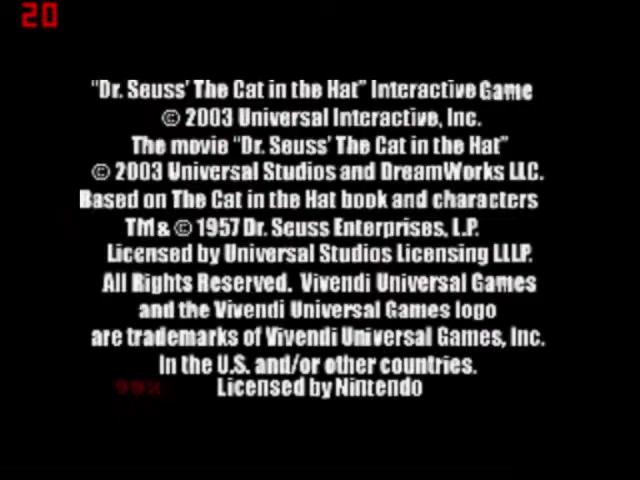 20
"Dr. Seuss' The Cat in the Hat" Interactive Game
© 2003 Universal Interactive, Inc.
The movie "Dr. Seuss' The Cat in the Hat"
© 2003 Universal Studios and DreamWorks LLC.
Based on The Cat in the Hat book and characters
TM & © 1957 Dr. Seuss Enterprises, L.P.
Licensed by Universal Studios Licensing LLLP.
All Rights Reserved. Vivendi Universal Games
and the Vivendi Universal Games logo
are trademarks of Vivendi Universal Games, Inc.
In the U.S. and/or other countries.
Licensed by Nintendo